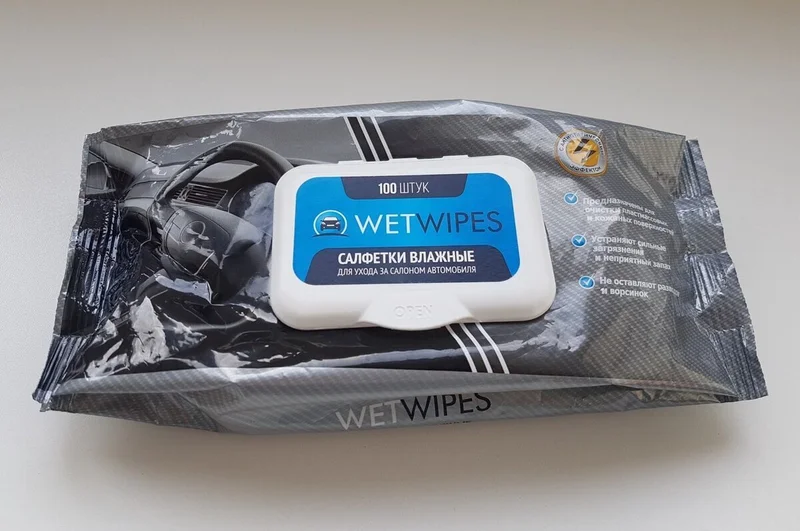 100 ШТУК
WETWIPES
САЛФЕТКИ ВЛАЖНЫЕ
ДЛЯ УХОДА ЗА САЛОНОМ АВТОМОБИЛЯ
OPEN
Предназначены для
очистки пластмассовых
и кожаных поверхностей
Устраняют сильные
загрязнения
и неприятный запах
Не оставляют
и ворсинок
WETWIPES